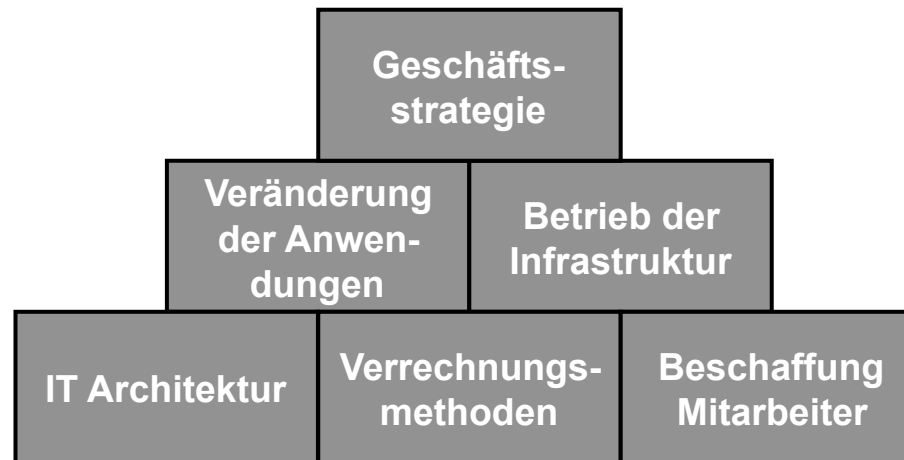 Geschäfts-
strategie
Veränderung
der Anwen-
dungen
Betrieb der
Infrastruktur
IT Architektur
Verrechnungs-
methoden
Beschaffung
Mitarbeiter